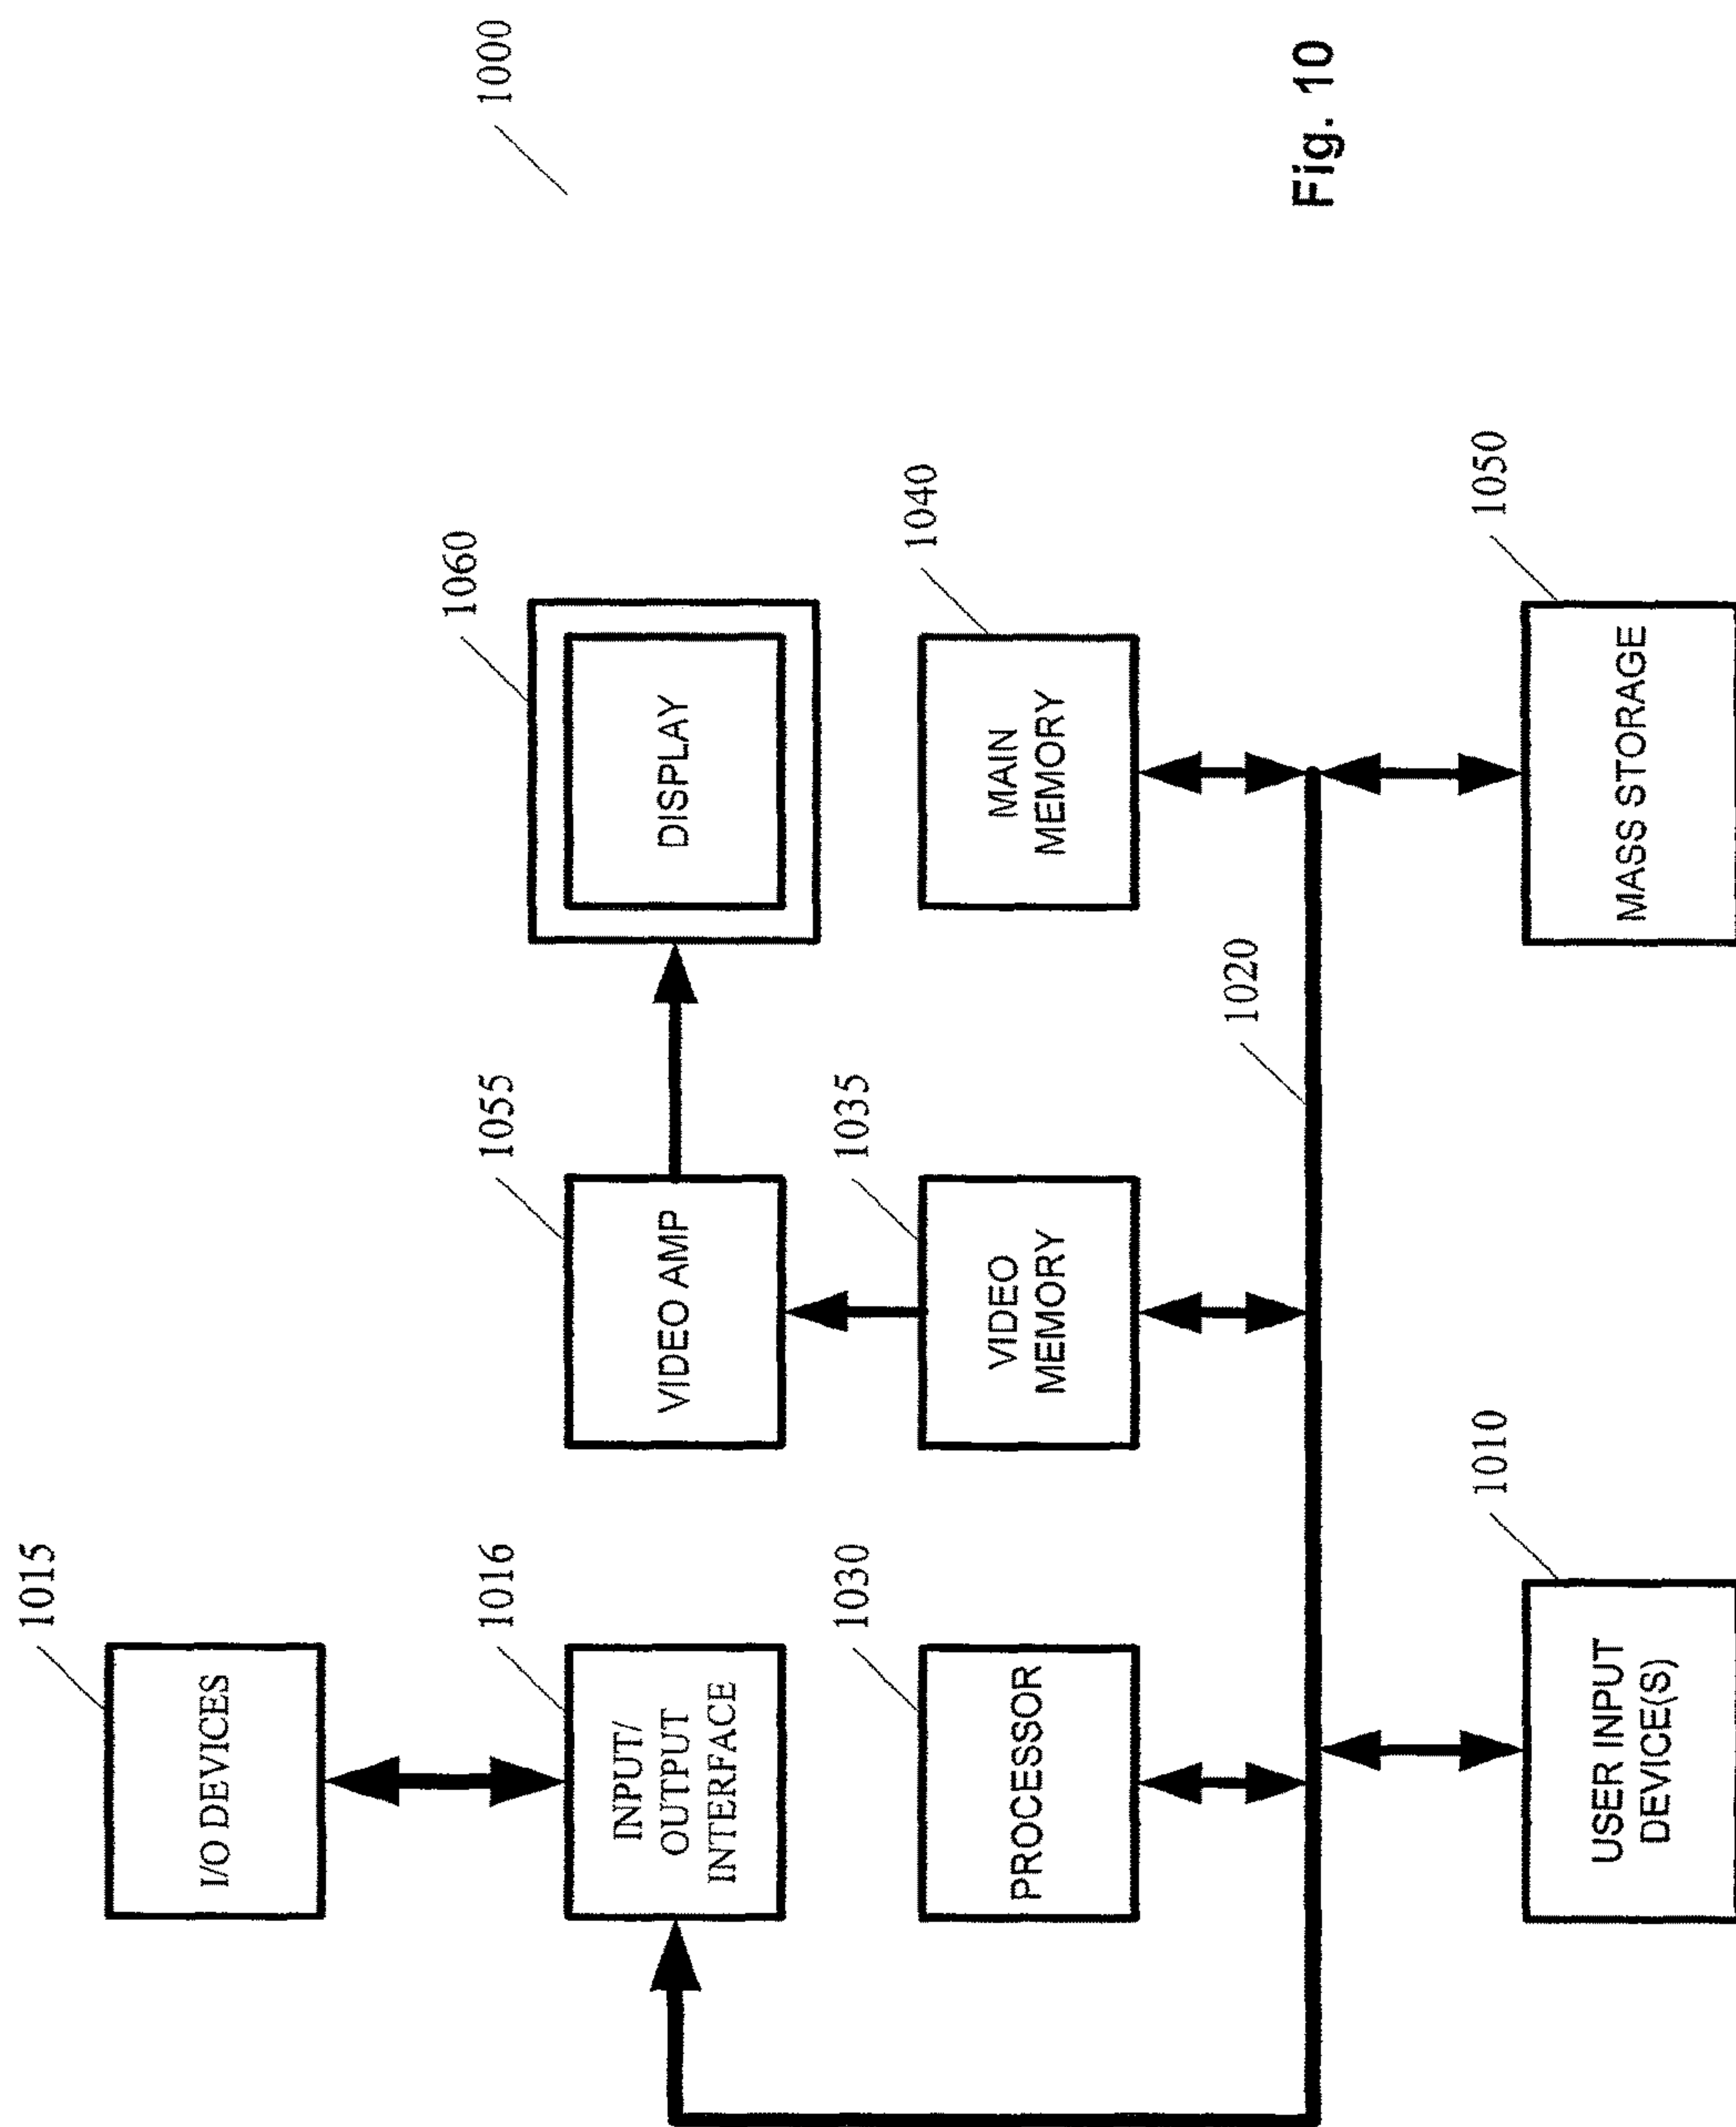 1000
1015
I/O DEVICES
1016
INPUT/
OUTPUT
INTERFACE
1055
VIDEO AMP
1060
DISPLAY
1030
PROCESSOR
1035
VIDEO
MEMORY
1040
MAIN
MEMORY
1020
1010
USER INPUT
DEVICE(S)
1050
MASS STORAGE
Fig. 10